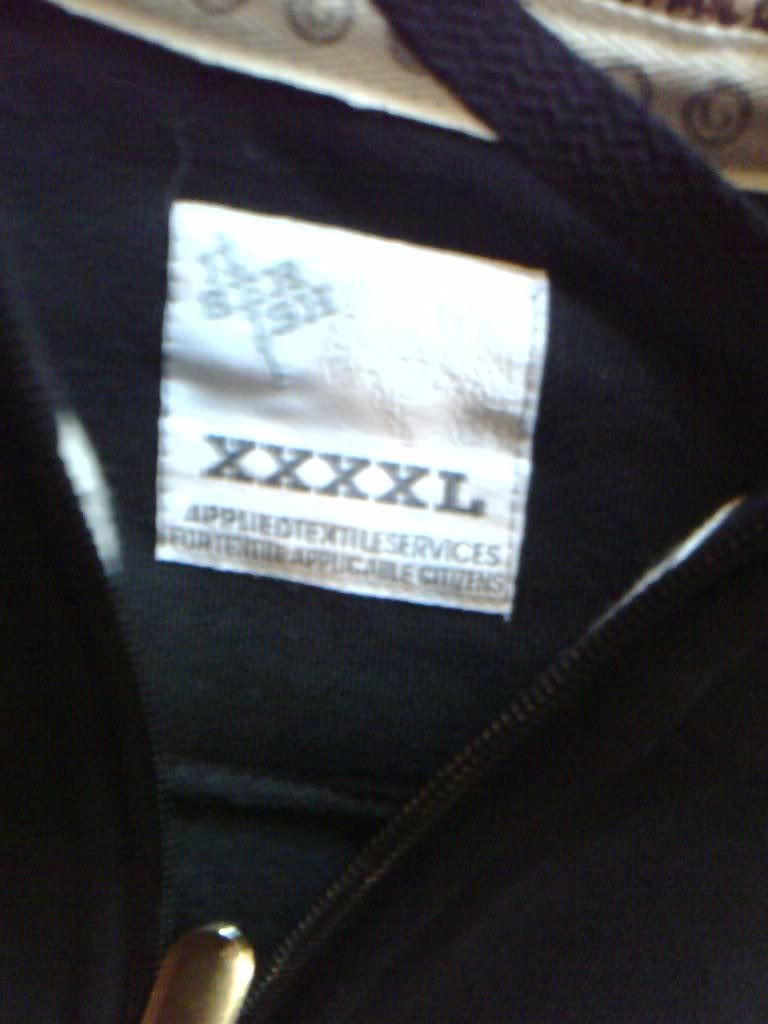 XXXXL
APPLIEDTEXTILESERVICES
FORTEXTILE APPLICABLE CITIZENS